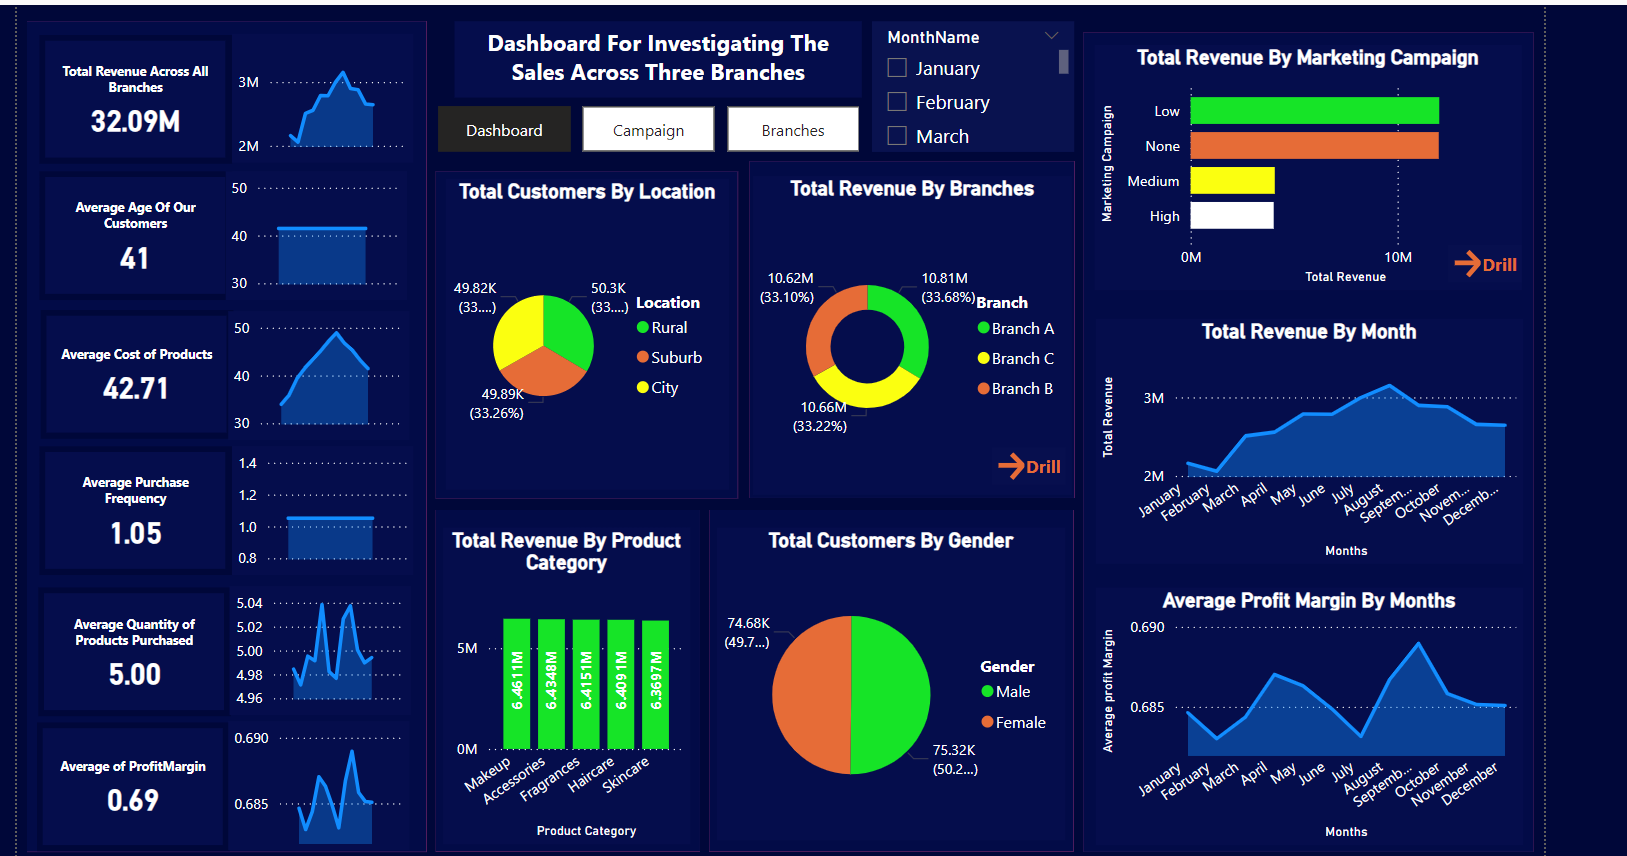 Total Revenue Across All
Branches
32.09M
3M
2M
Average Age Of Our
Customers
41
50
40
30
Average Cost of Products
42.71
50
40
30
Average Purchase
Frequency
1.05
1.4
1.2
1.0
0.8
Average Quantity of
Products Purchased
5.00
5.04
5.02
5.00
4.98
4.96
Average of ProfitMargin
0.69
0.690
0.685
Dashboard For Investigating The
Sales Across Three Branches
Dashboard
Campaign
Branches
MonthName
January
February
March
Total Customers By Location
49.82K
(33....)
50.3K
(33....)
49.89K
(33.26%)
Location
Rural
Suburb
City
Total Revenue By Branches
10.62M
(33.10%)
10.81M
(33.68%)
10.66M
(33.22%)
Branch
Branch A
Branch C
Branch B
Drill
Total Revenue By Product
Category
5M
0M
6.4611M
6.4348M
6.4151M
6.4091M
6.3697M
Makeup
Accessories
Fragrances
Haircare
Skincare
Product Category
Total Customers By Gender
74.68K
(49.7...)
75.32K
(50.2...)
Gender
Male
Female
Total Revenue By Marketing Campaign
Marketing Campaign
Low
None
Medium
High
0M
10M
Total Revenue
Drill
Total Revenue By Month
Total Revenue
3M
2M
January
February
March
April
May
June
July
August
Septem...
October
Novem...
Decemb...
Months
Average Profit Margin By Months
Average profit Margin
0.690
0.685
January
February
March
April
May
June
July
August
Septemb...
October
November
December
Months